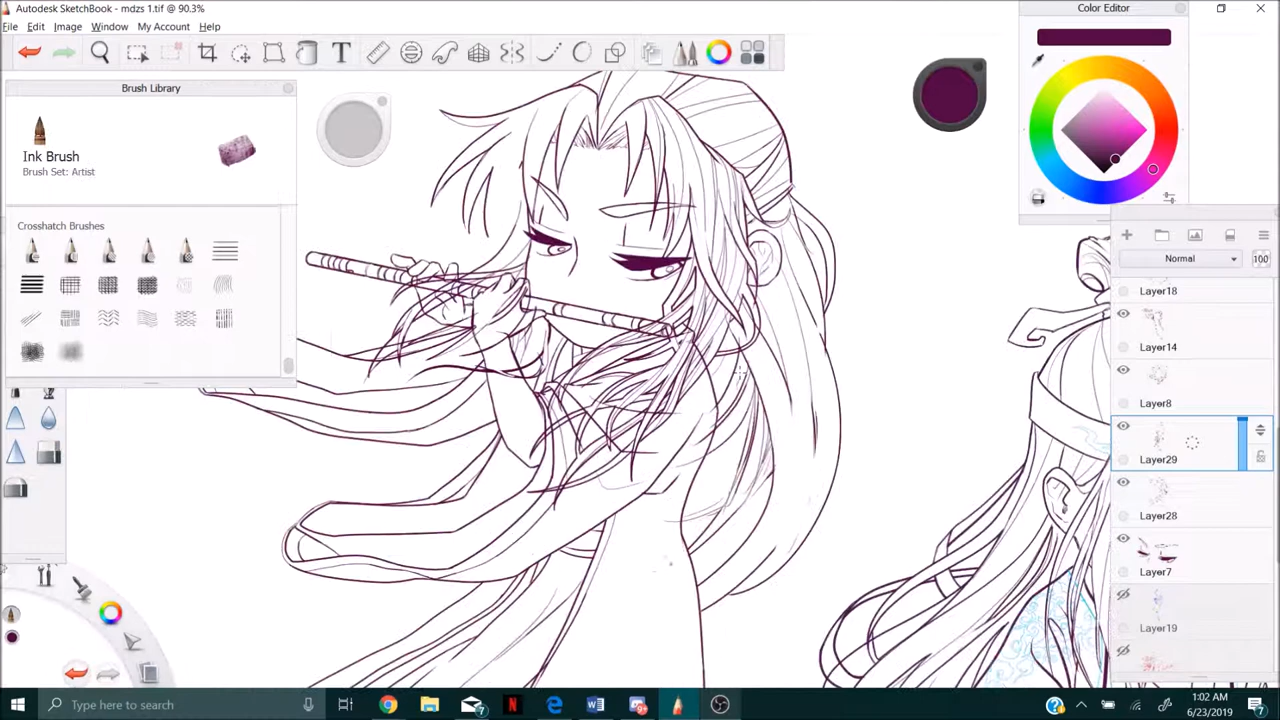 Autodesk SketchBook - mdzs 1.tif @ 90.3%
File Edit Image Window My Account Help
Color Editor
Brush Library
Ink Brush
Brush Set: Artist
Crosshatch Brushes
Normal
100
Layer18
Layer14
Layer8
Layer29
Layer28
Layer7
Layer19
Type here to search
1:02 AM
6/23/2019